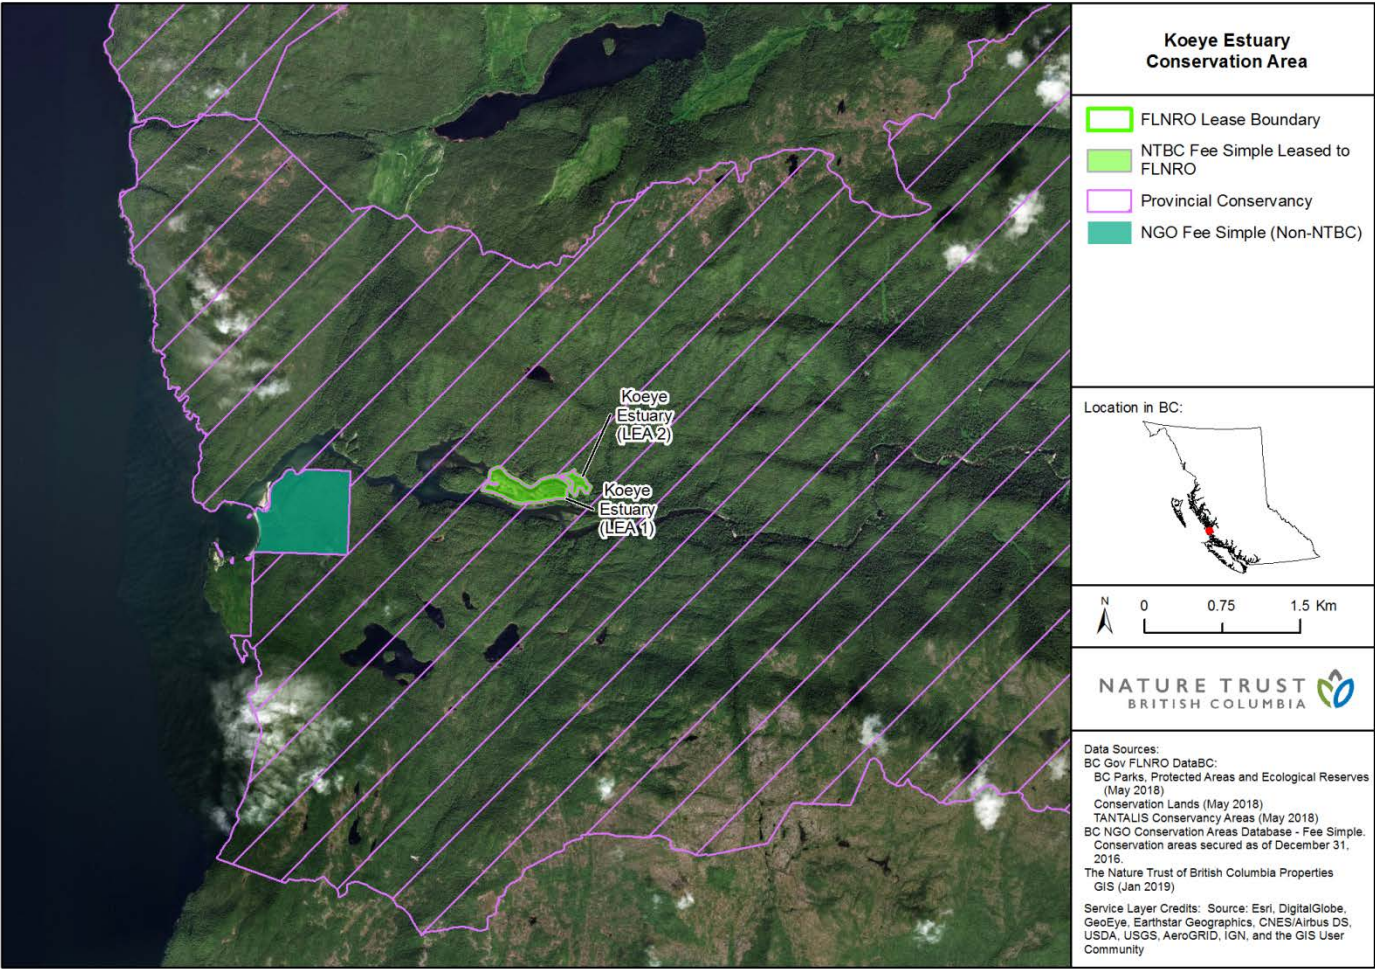 Koeye Estuary
Conservation Area
FLNRO Lease Boundary
NTBC Fee Simple Leased to
FLNRO
Provincial Conservancy
NGO Fee Simple (Non-NTBC)
Koeye
Estuary
(LEA 2)
Koeye
Estuary
(LEA 1)
Location in BC:
N
0 0.75 1.5 Km
NATURE TRUST
BRITISH COLUMBIA
Data Sources:
BC Gov FLNRO DataBC:
BC Parks, Protected Areas and Ecological Reserves
(May 2018)
Conservation Lands (May 2018)
TANTALIS Conservancy Areas (May 2018)
BC NGO Conservation Areas Database - Fee Simple.
Conservation areas secured as of December 31,
2016.
The Nature Trust of British Columbia Properties
GIS (Jan 2019)
Service Layer Credits: Source: Esri, DigitalGlobe,
GeoEye, Earthstar Geographics, CNES/Airbus DS,
USDA, USGS, AeroGRID, IGN, and the GIS User
Community